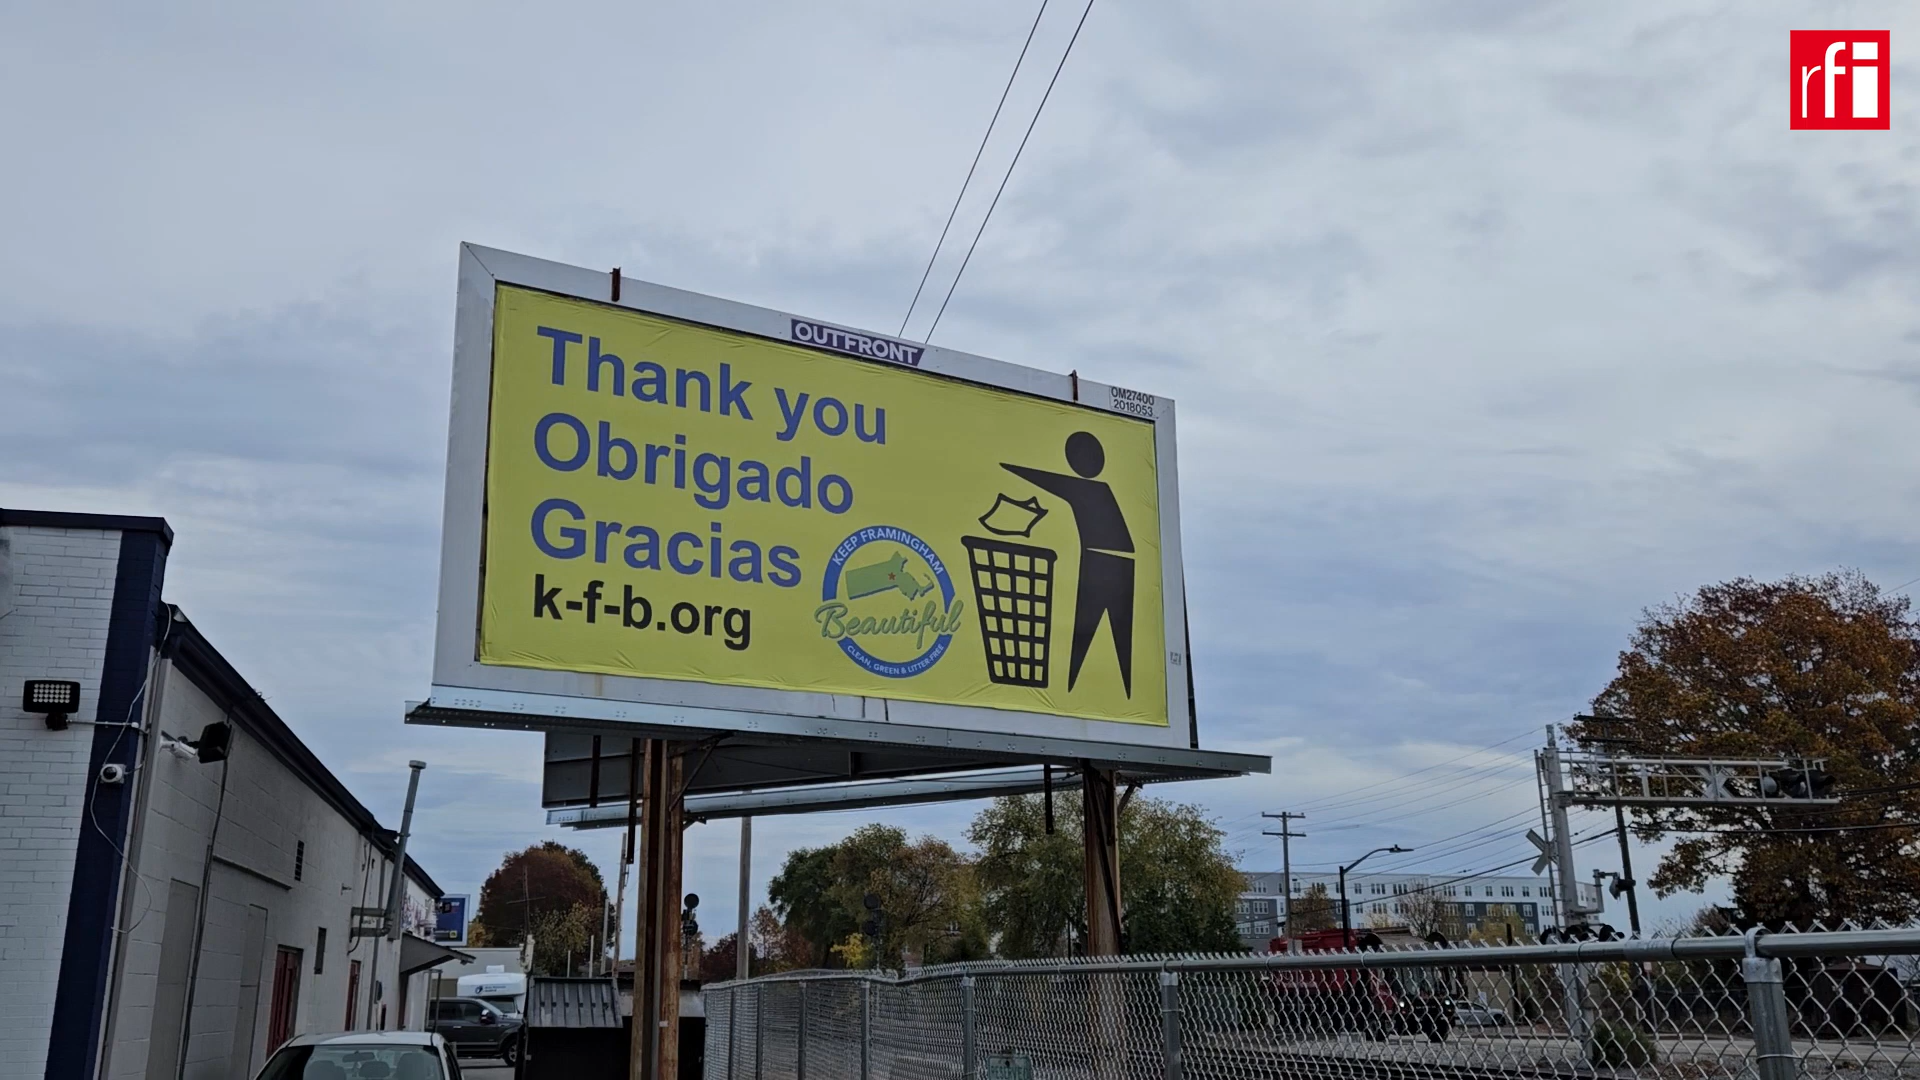 rfi
OUTFRONT
OM27400
2018053
Thank you
Obrigado
Gracias
k-f-b.org
KEEP FRAMINGHAM
Beautiful
CLEAN, GREEN & LITTER-FREE